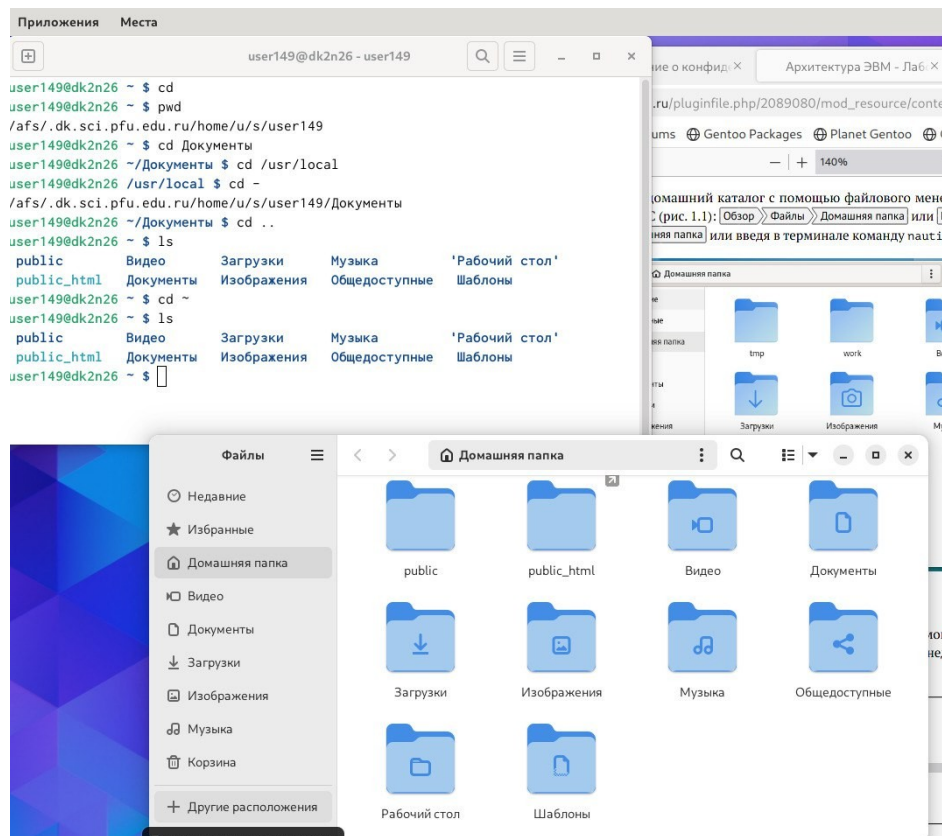 Приложения Места
user149@dk2n26 - user149
user149@dk2n26 ~ $ cd
user149@dk2n26 ~ $ pwd
/afs/.dk.sci.pfu.edu.ru/home/u/s/user149
user149@dk2n26 ~ $ cd Документы
user149@dk2n26 ~/Документы $ cd /usr/local
user149@dk2n26 /usr/local $ cd -
/afs/.dk.sci.pfu.edu.ru/home/u/s/user149/Документы
user149@dk2n26 ~/Документы $ cd ..
user149@dk2n26 ~ $ ls
public Видео Загрузки Музыка 'Рабочий стол'
public_html Документы Изображения Общедоступные Шаблоны
user149@dk2n26 ~ $ cd ~
user149@dk2n26 ~ $ ls
public Видео Загрузки Музыка 'Рабочий стол'
public_html Документы Изображения Общедоступные Шаблоны
user149@dk2n26 ~ $
Архитектура ЭВМ - Лаб
.ru/pluginfile.php/2089080/mod_resource/conte
ums Gentoo Packages Planet Gentoo
140%
домашний каталог с помощью файлового мене
С (рис. 1.1): Обзор Файлы Домашняя папка или
папка или введя в терминале команду nauti
Домашняя папка
tmp work
Загрузки Изображения
Файлы
Домашняя папка
Недавние
Избранные
Домашняя папка
Видео
Документы
Загрузки
Изображения
Музыка
Корзина
+ Другие расположения
public public_html Видео Документы
Загрузки Изображения Музыка Общедоступные
Рабочий стол Шаблоны